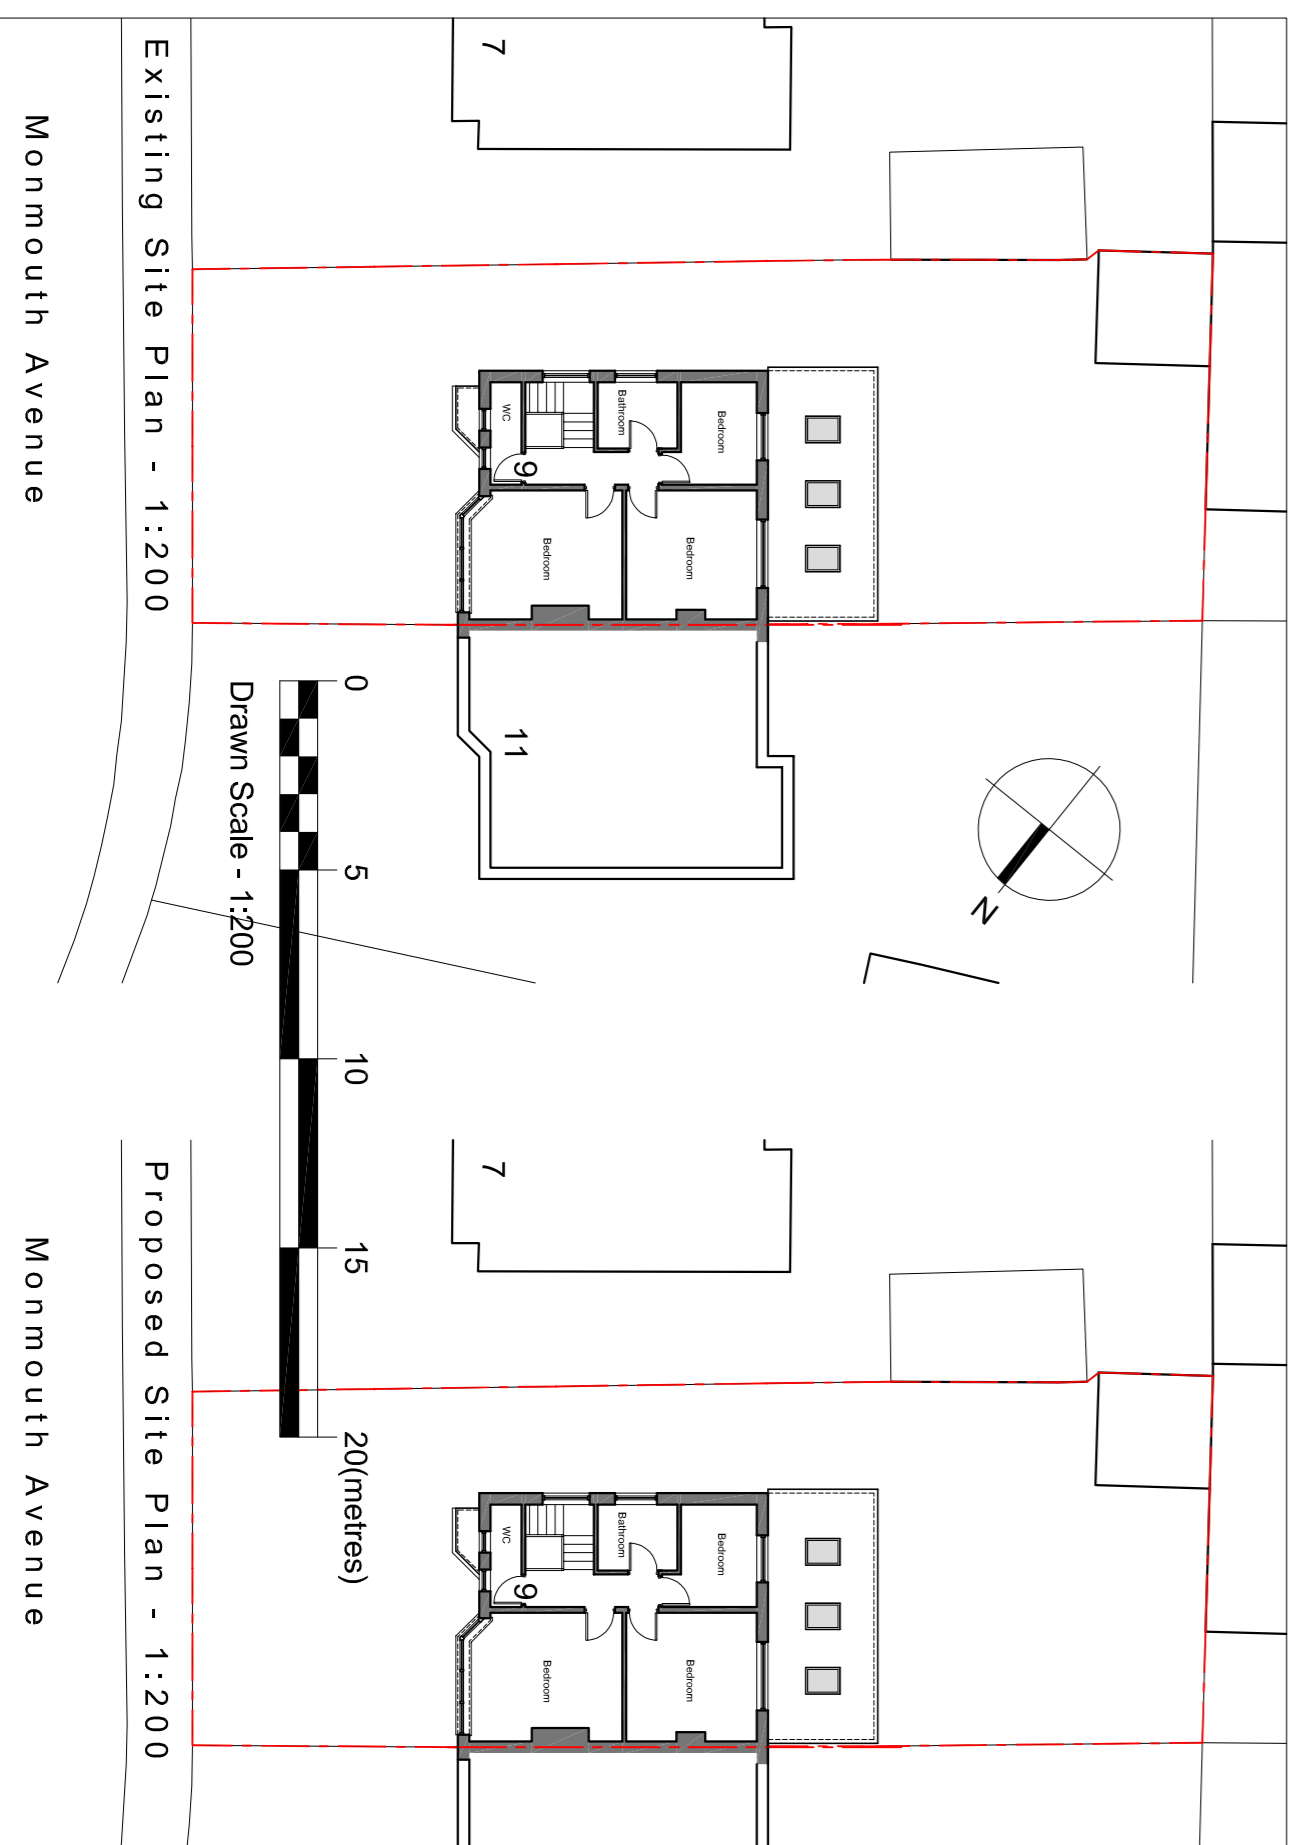 7
Bedroom
Bathroom
WC
9
Bedroom
Bedroom
11
N
0
5
10
15
20(metres)
Drawn Scale - 1:200
Existing Site Plan - 1:200
Monmouth Avenue
7
Bedroom
Bathroom
WC
9
Bedroom
Bedroom
Proposed Site Plan - 1:200
Monmouth Avenue